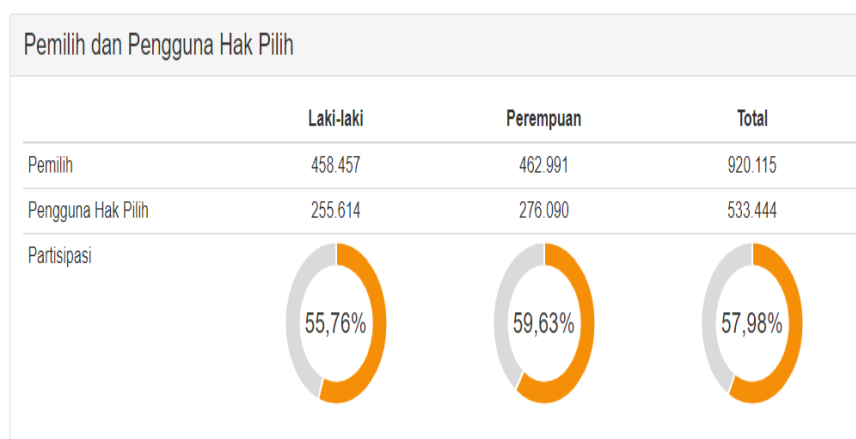 Pemilih dan Pengguna Hak Pilih
Laki-laki Perempuan Total
Pemilih 458.457 462.991 920.115
Pengguna Hak Pilih 255.614 276.090 533.444
Partisipasi
55,76% 59,63% 57,98%